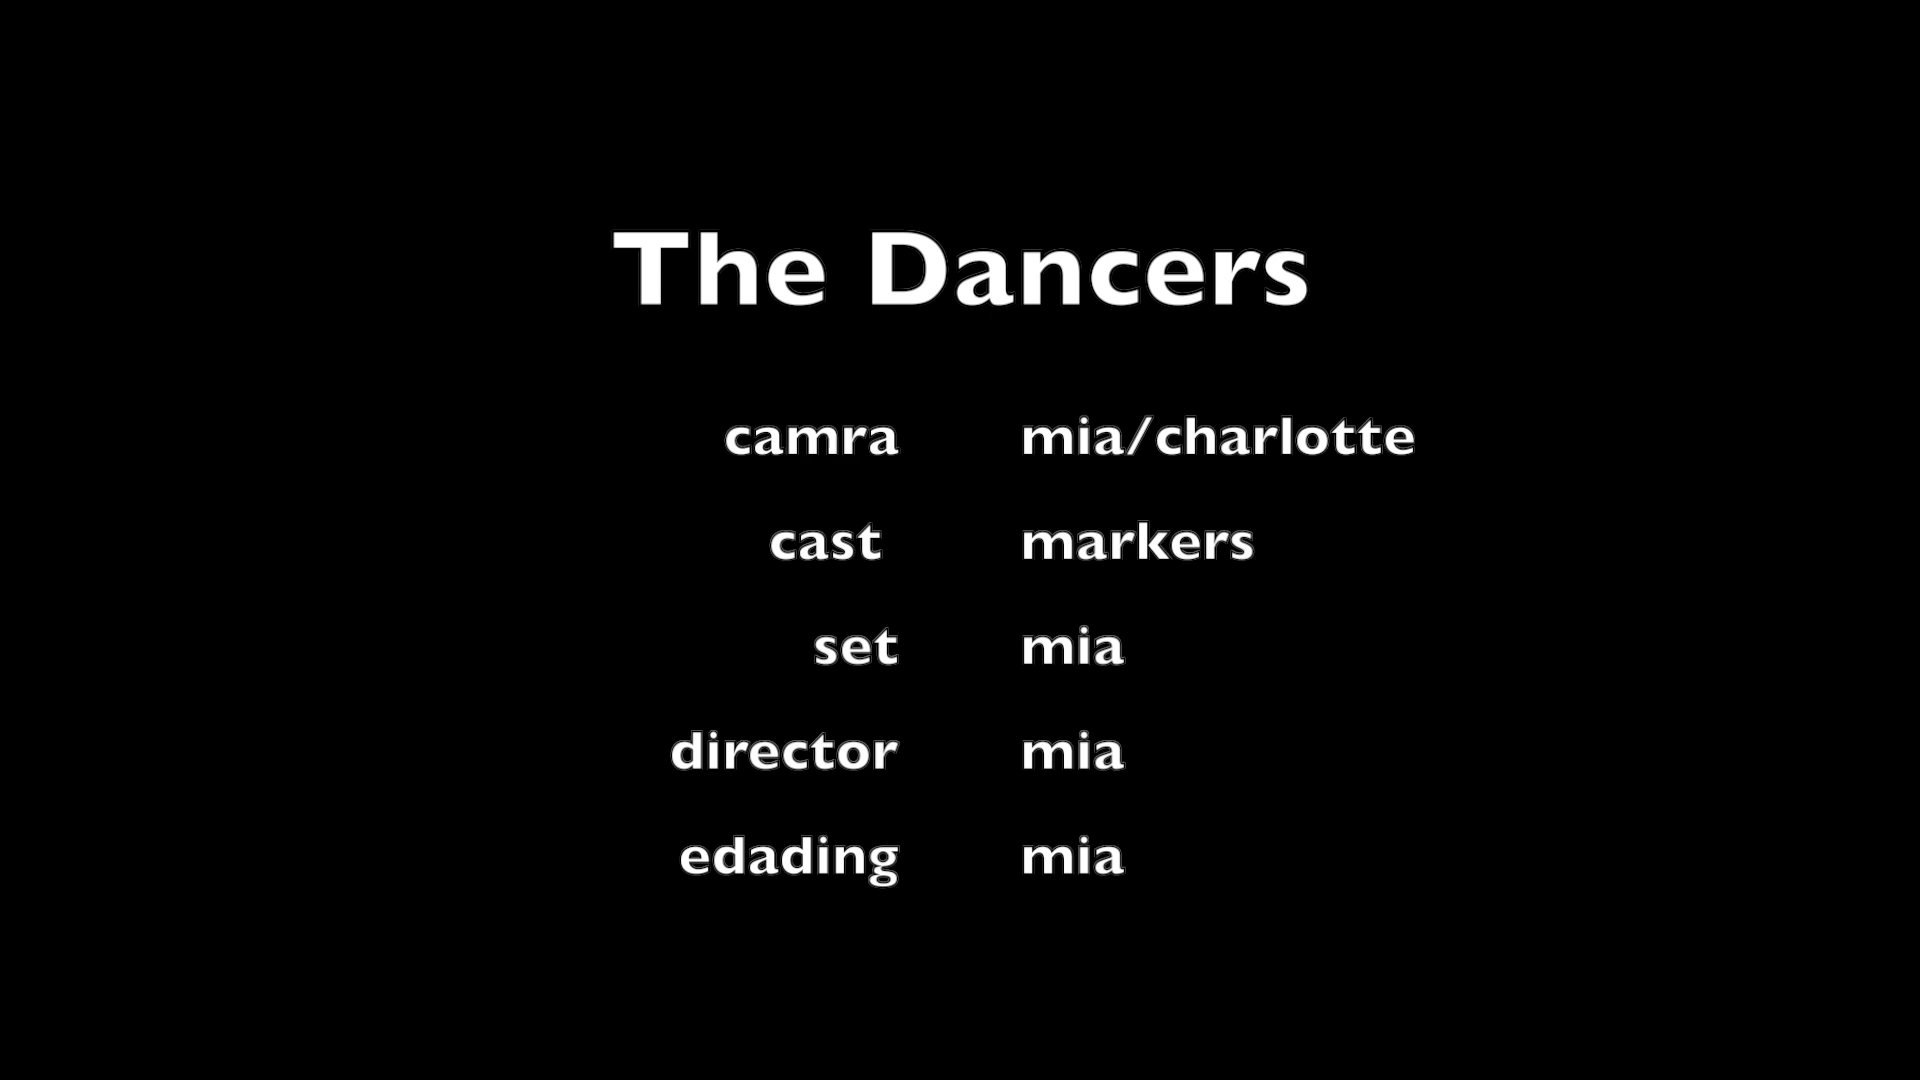 The Dancers
camra mia/charlotte
cast markers
set mia
director mia
edading mia